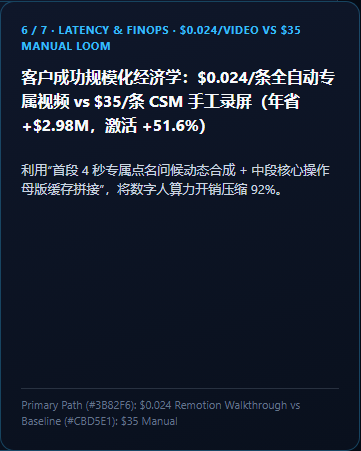 6 / 7 · LATENCY & FINOPS · $0.024/VIDEO VS $35
MANUAL LOOM
客户成功规模化经济学：$0.024/条全自动专
属视频 vs $35/条 CSM 手工录屏（年省
+$2.98M，激活 +51.6%）
利用“首段 4 秒专属点名问候动态合成 + 中段核心操作
母版缓存拼接”，将数字人算力开销压缩 92%。
Primary Path (#3B82F6): $0.024 Remotion Walkthrough vs
Baseline (#CBD5E1): $35 Manual